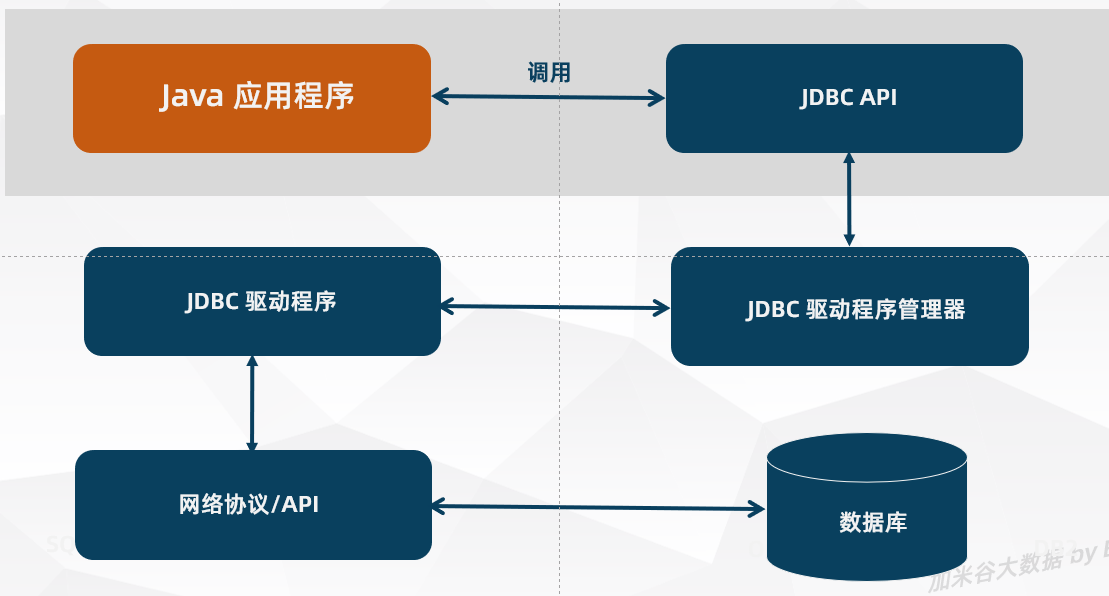 调用
Java 应用程序
JDBC API
JDBC 驱动程序
JDBC 驱动程序管理器
网络协议/API
数据库
加米谷大数据 by